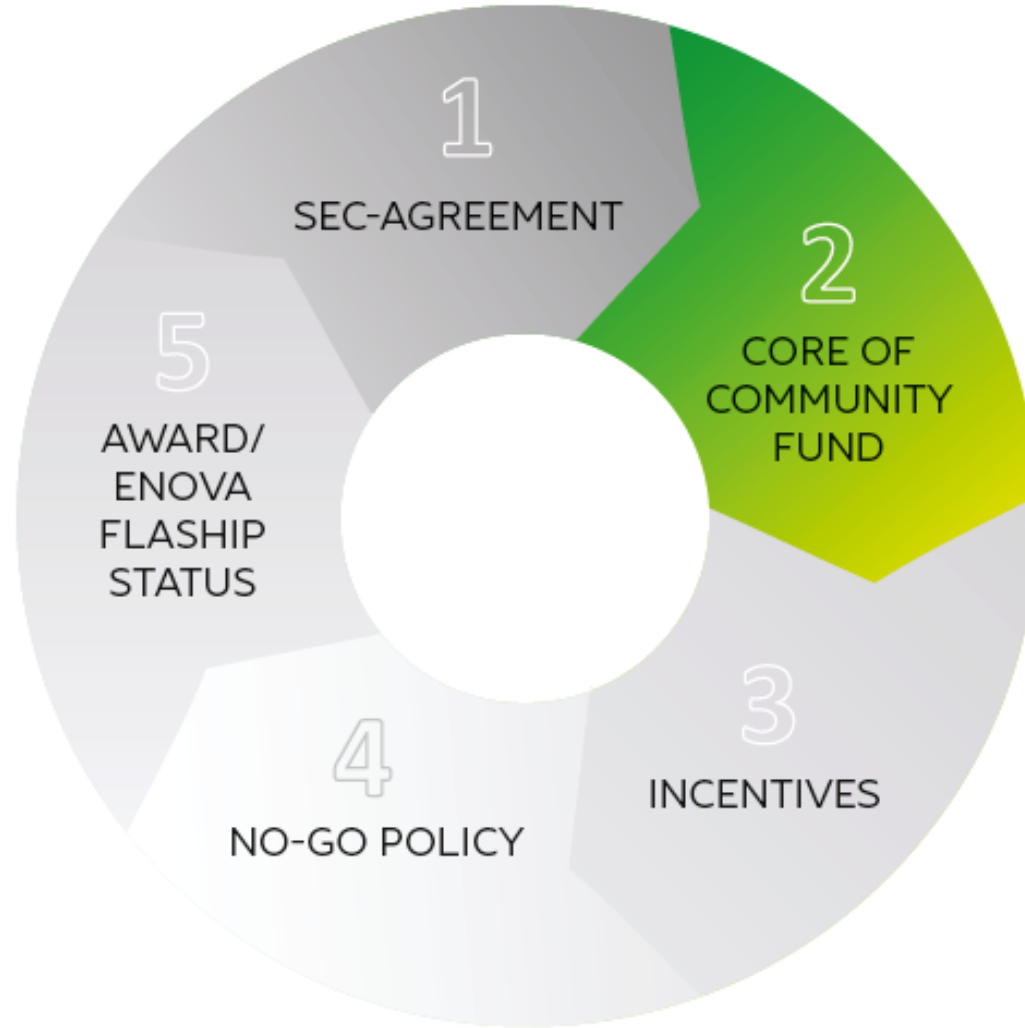 1
SEC-AGREEMENT
2
CORE OF
COMMUNITY
FUND
3
INCENTIVES
4
NO-GO POLICY
5
AWARD/
ENOVA
FLASHIP
STATUS